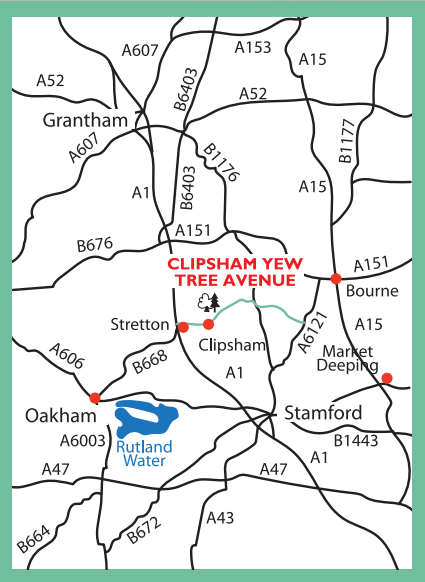 A607
A153
A15
A52
B6403
A52
Grantham
A607
B1177
B1176
A1
B6403
A15
A151
B676
CLIPSHAM YEW
TREE AVENUE
A151
Bourne
Stretton
Clipsham
A6121
A15
A606
B668
Market
Deeping
A1
Oakham
Stamford
A6003
Rutland
Water
B1443
A47
A47
A1
B664
B672
A43